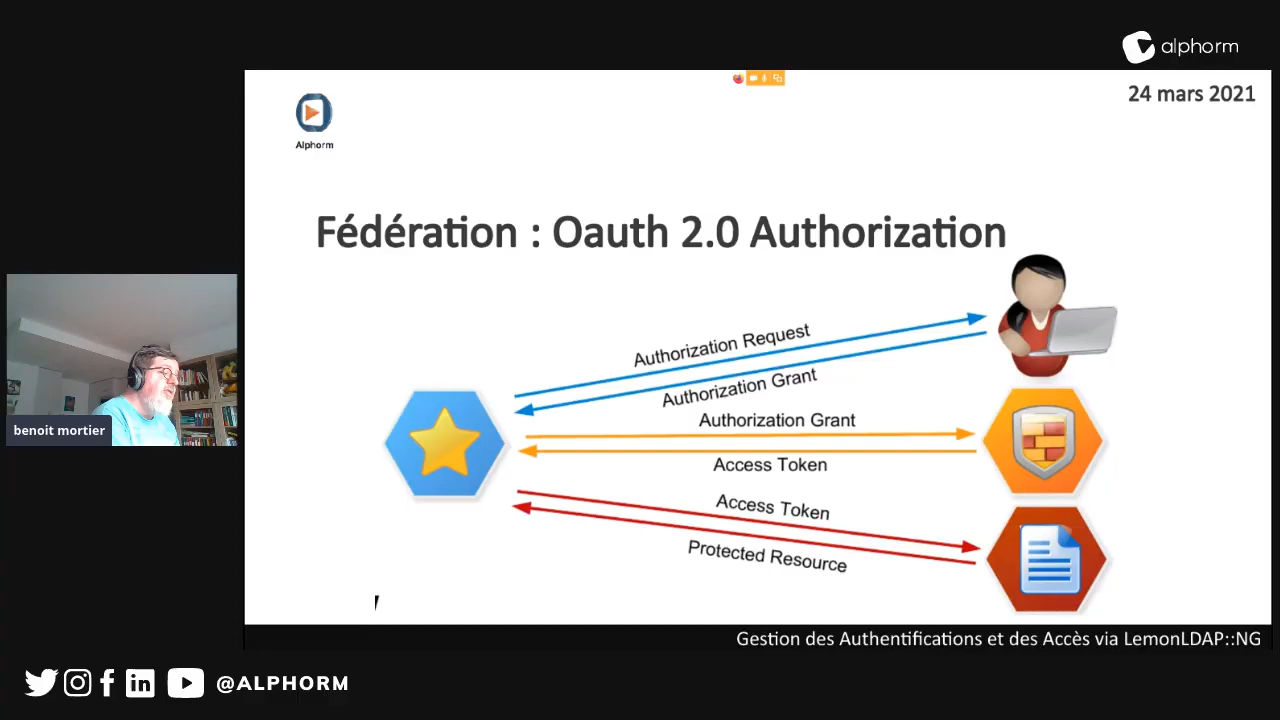 alphorm
24 mars 2021
Alphorm
Fédération : Oauth 2.0 Authorization
Authorization Request
Authorization Grant
Authorization Grant
Access Token
Access Token
Protected Resource
benoit mortier
Gestion des Authentifications et des Accès via LemonLDAP::NG
@ALPHORM